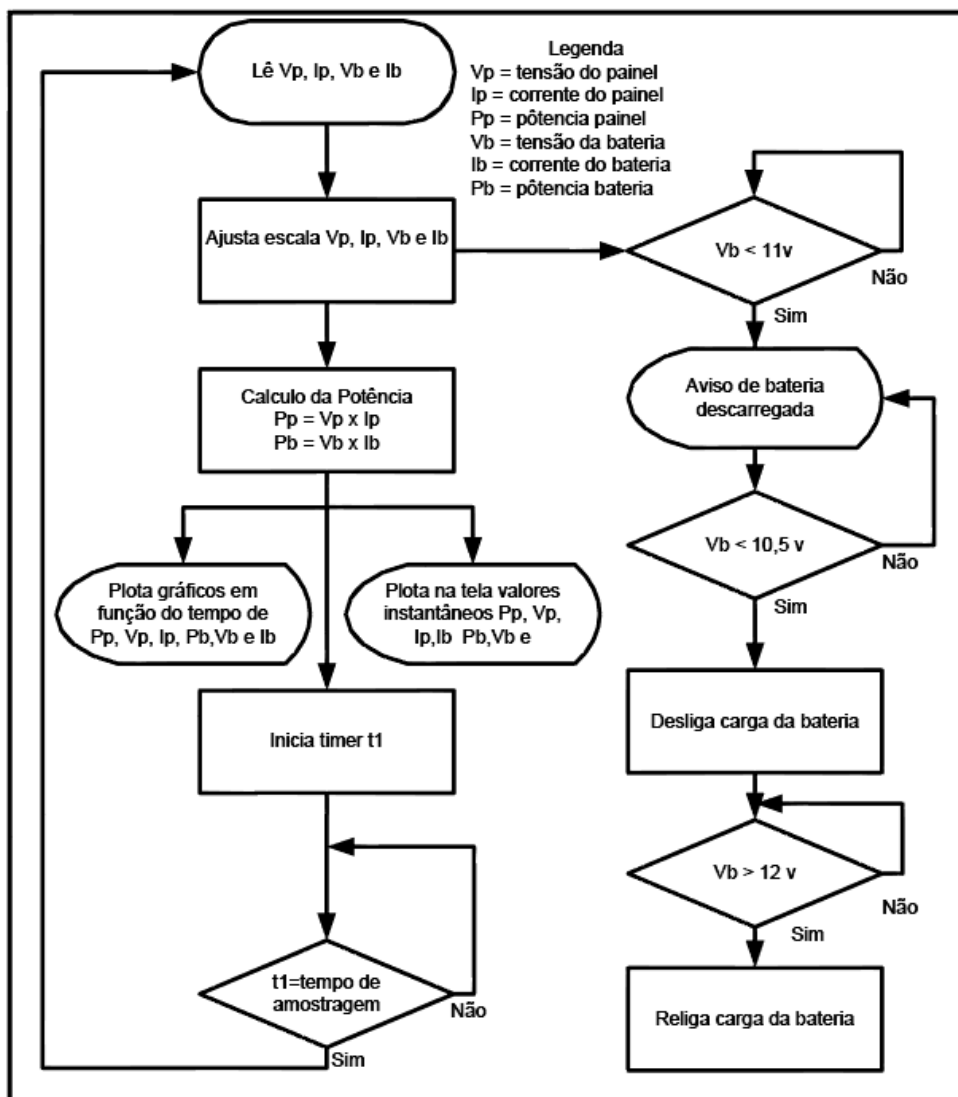 Lê Vp, Ip, Vb e Ib
Legenda
Vp = tensão do painel
Ip = corrente do painel
Pp = pôtencia painel
Vb = tensão da bateria
Ib = corrente do bateria
Pb = pôtencia bateria
Ajusta escala Vp, Ip, Vb e Ib
Vb < 11v
Não
Sim
Calculo da Potência
Pp = Vp x Ip
Pb = Vb x Ib
Aviso de bateria
descarregada
Vb < 10,5 v
Não
Sim
Plota gráficos em
função do tempo de
Pp, Vp, Ip, Pb,Vb e Ib
Plota na tela valores
instantâneos Pp, Vp,
Ip,Ib Pb,Vb e
Inicia timer t1
Desliga carga da bateria
Vb > 12 v
Não
Sim
t1=tempo de
amostragem
Não
Sim
Religa carga da bateria